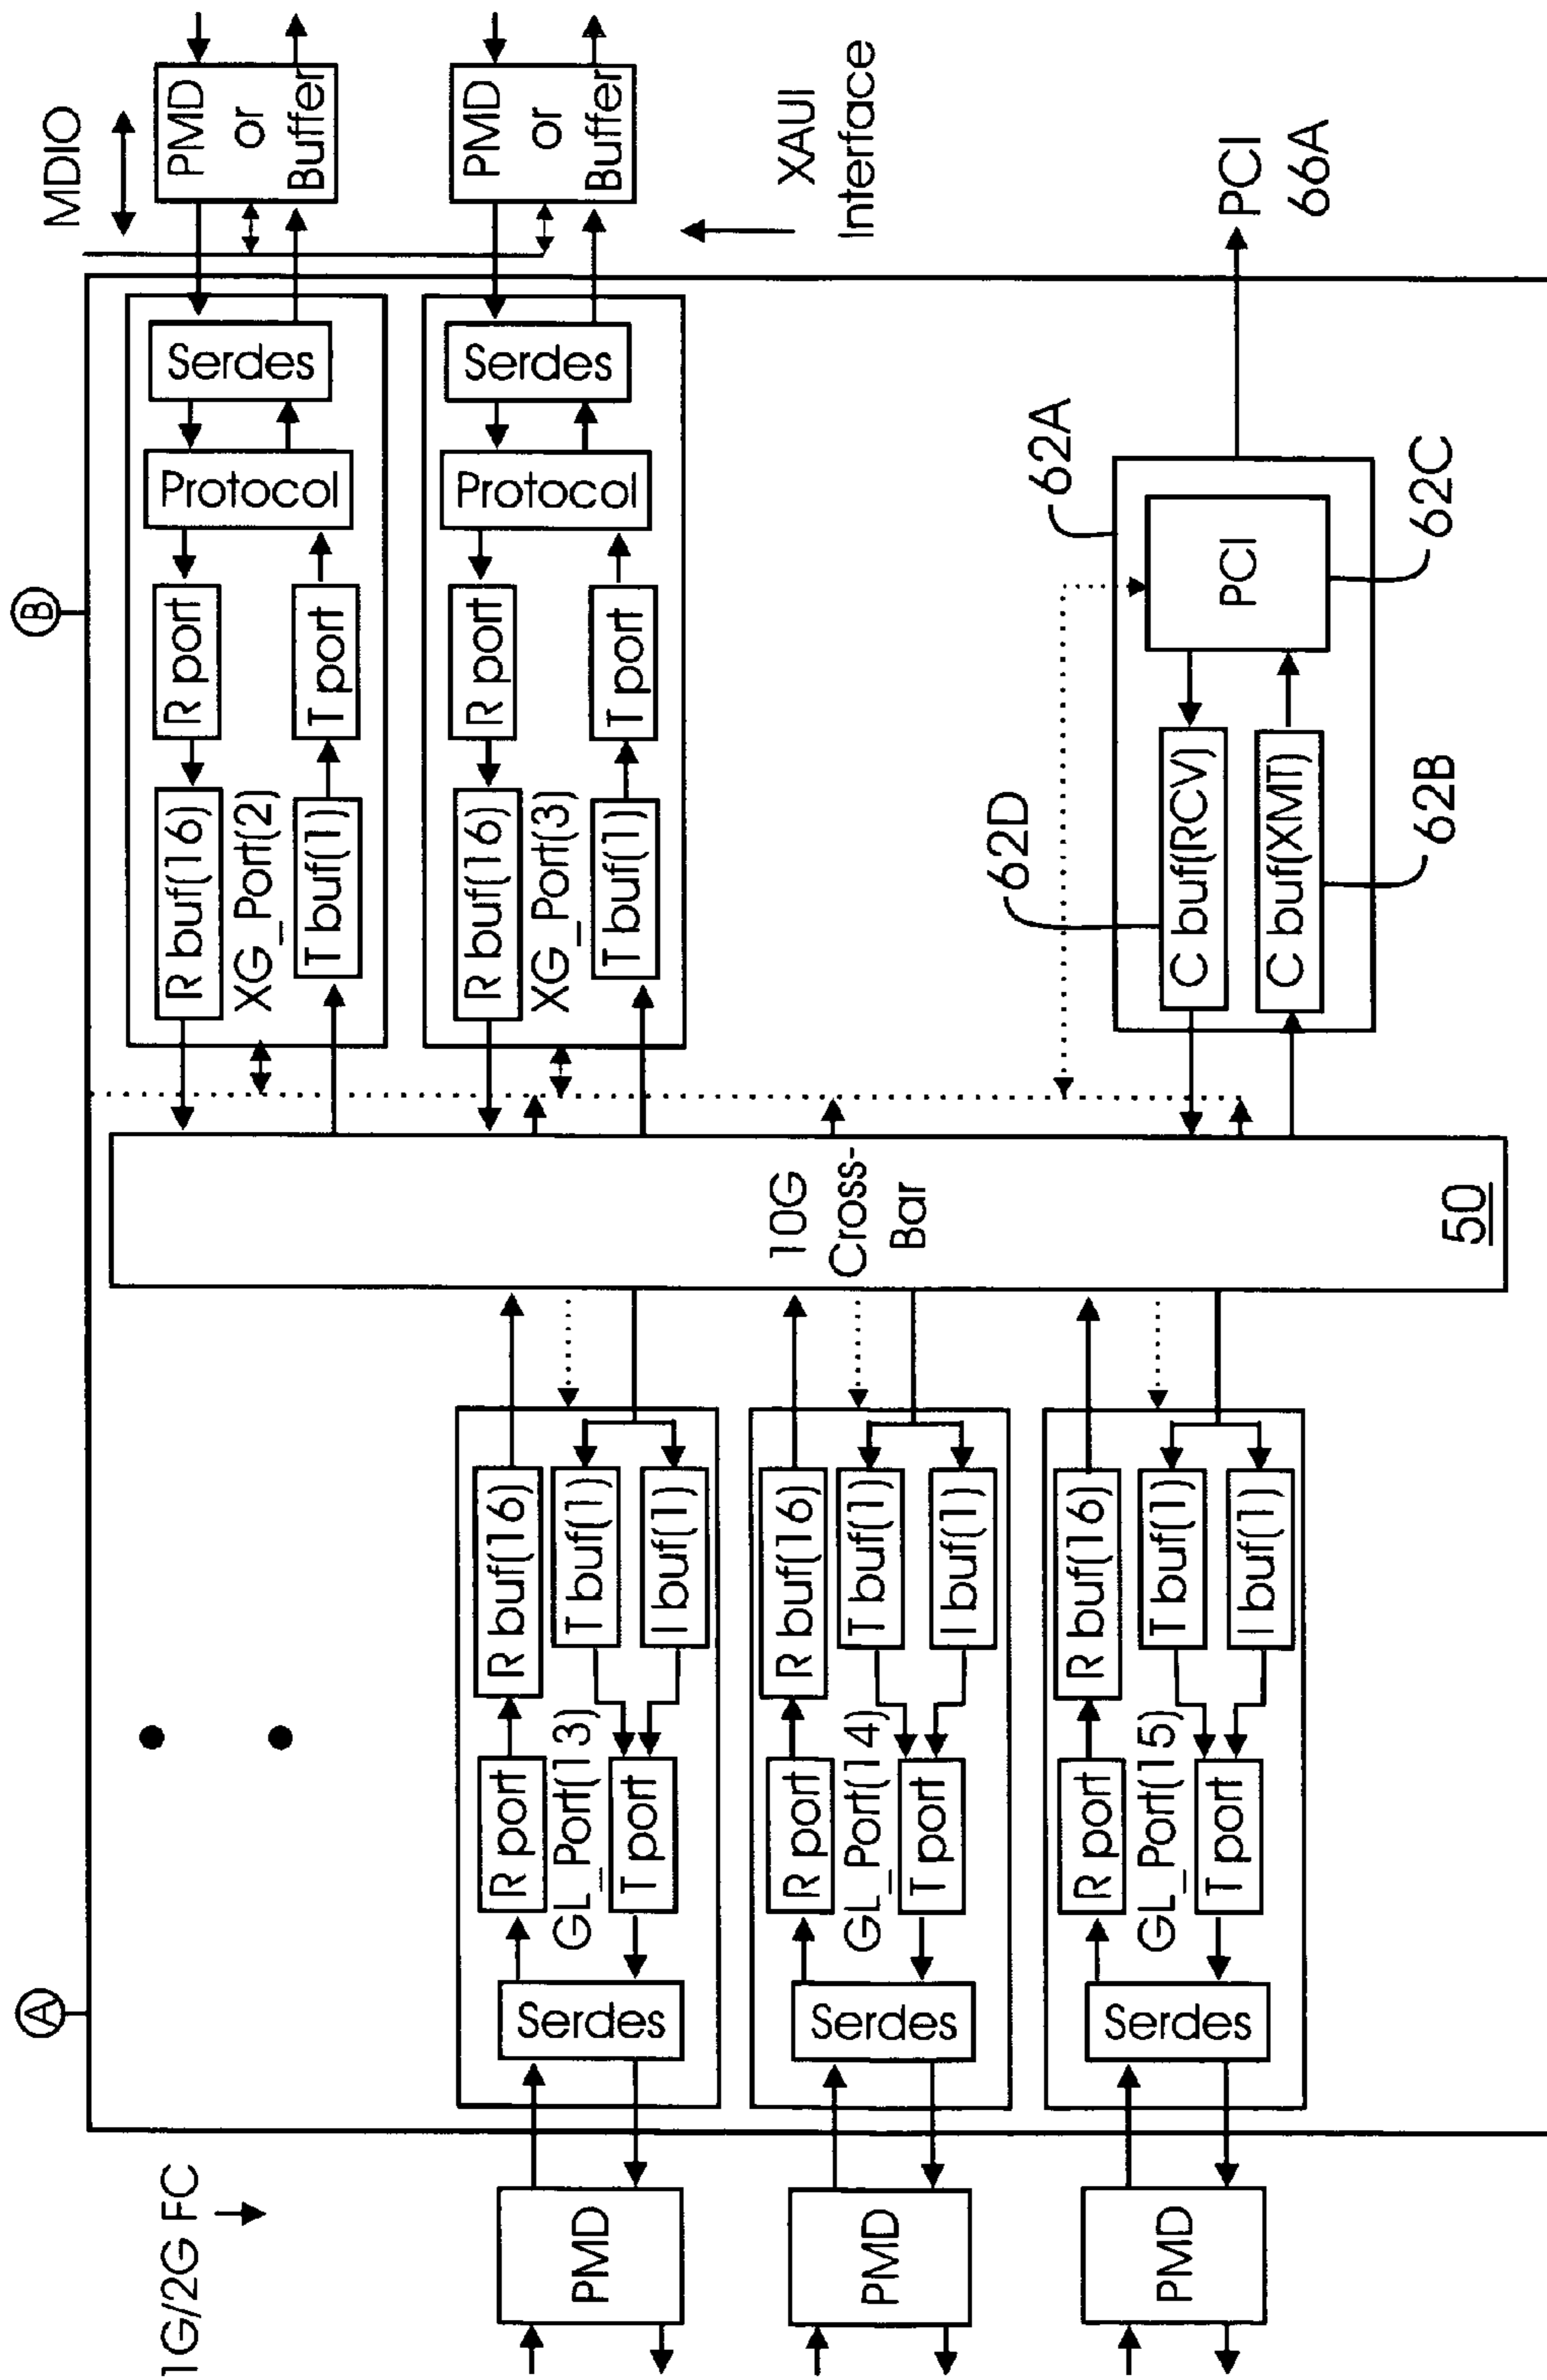 A
B
1G/2G FC
MDIO
PMD
or
Buffer
Serdes
Protocol
R port
T port
R buf(16)
XG_Port(2)
T buf(1)
PMD
or
Buffer
Serdes
Protocol
R port
T port
R buf(16)
XG_Port(3)
T buf(1)
XAUI
Interface
PMD
Serdes
R port
GL_Port(13)
T port
R buf(16)
T buf(1)
I buf(1)
PMD
Serdes
R port
GL_Port(14)
T port
R buf(16)
T buf(1)
I buf(1)
PMD
Serdes
R port
GL_Port(15)
T port
R buf(16)
T buf(1)
I buf(1)
10G
Cross-
Bar
50
62D
62A
C buf(RCV)
C buf(XMT)
PCI
62B
62C
PCI
66A